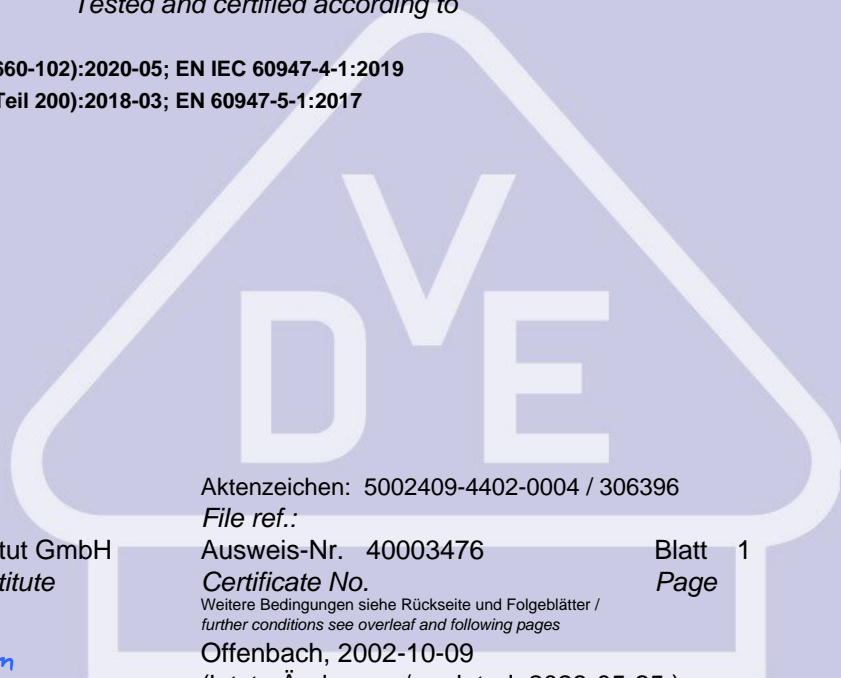 Tested and certified according to
660-102):2020-05; EN IEC 60947-4-1:2019
Teil 200):2018-03; EN 60947-5-1:2017
VDE
Aktenzeichen: 5002409-4402-0004 / 306396
File ref.:
tut GmbH Ausweis-Nr. 40003476 Blatt 1
titute Certificate No. Page
Weitere Bedingungen siehe Rückseite und Folgeblätter /
further conditions see overleaf and following pages
Offenbach, 2002-10-09